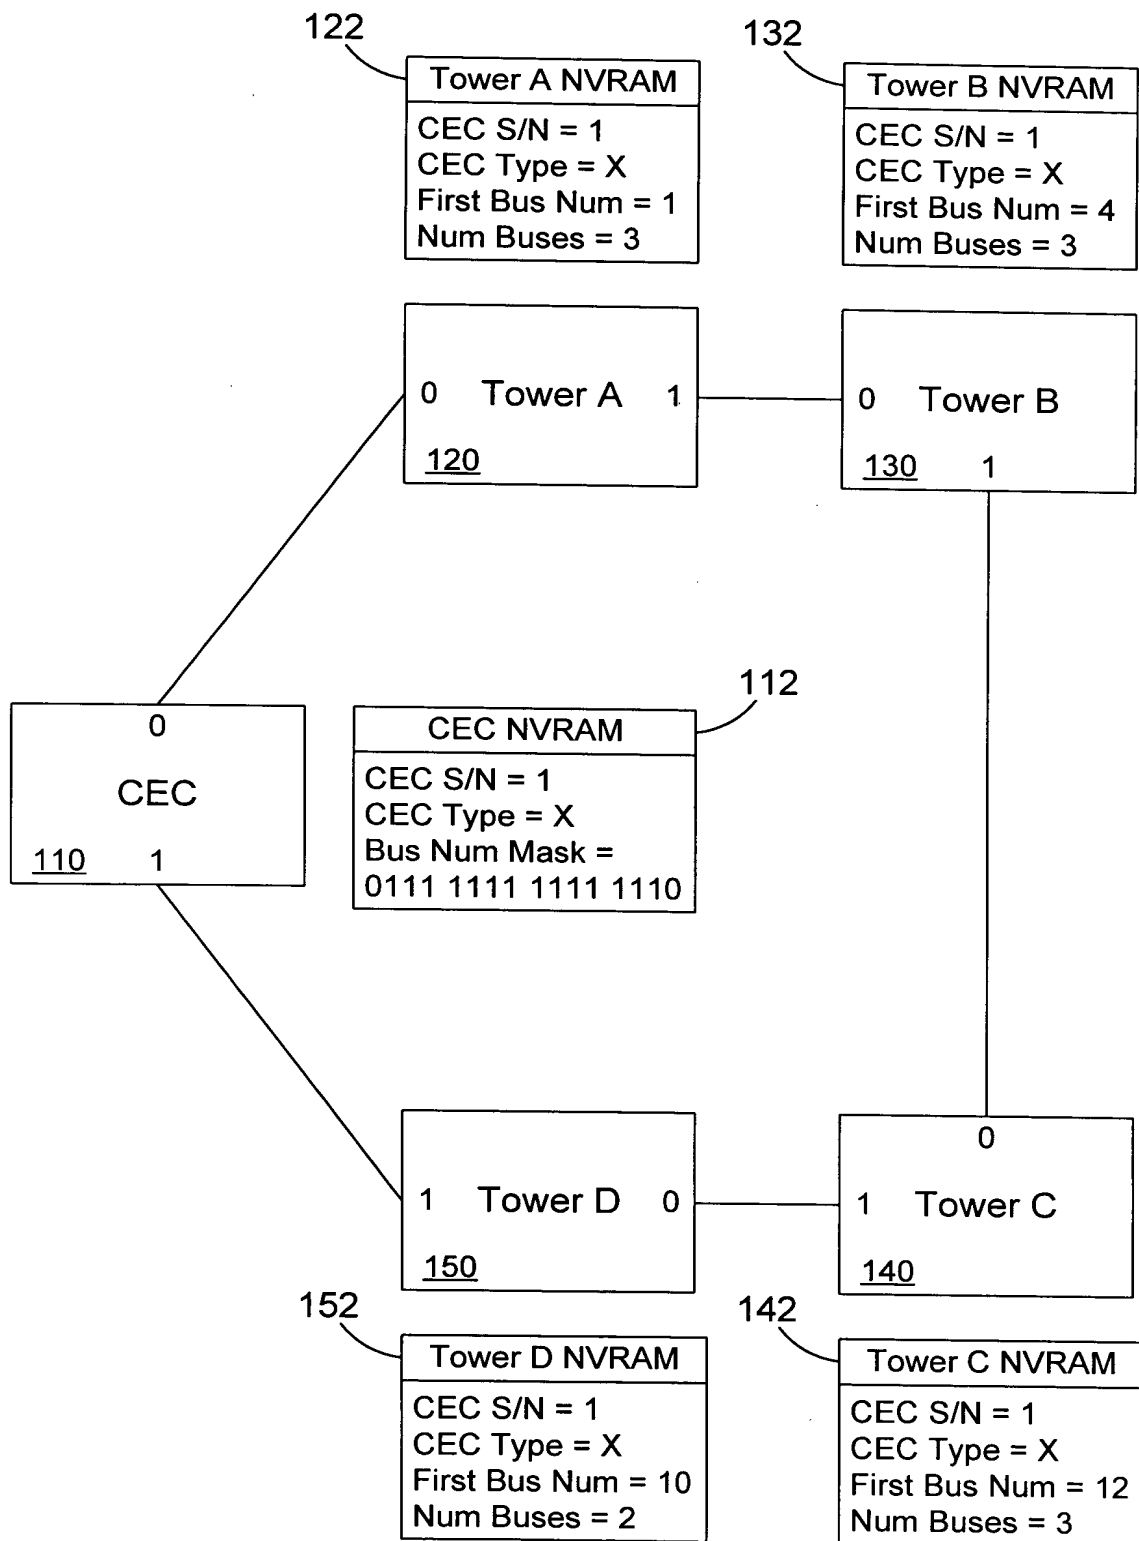 122
132
Tower A NVRAM
CEC S/N = 1
CEC Type = X
First Bus Num = 1
Num Buses = 3
Tower B NVRAM
CEC S/N = 1
CEC Type = X
First Bus Num = 4
Num Buses = 3
0 Tower A 1
120
0 Tower B
130 1
112
0
CEC
110 1
CEC NVRAM
CEC S/N = 1
CEC Type = X
Bus Num Mask =
0111 1111 1111 1110
1 Tower D 0
150
0
1 Tower C
140
152
142
Tower D NVRAM
CEC S/N = 1
CEC Type = X
First Bus Num = 10
Num Buses = 2
Tower C NVRAM
CEC S/N = 1
CEC Type = X
First Bus Num = 12
Num Buses = 3